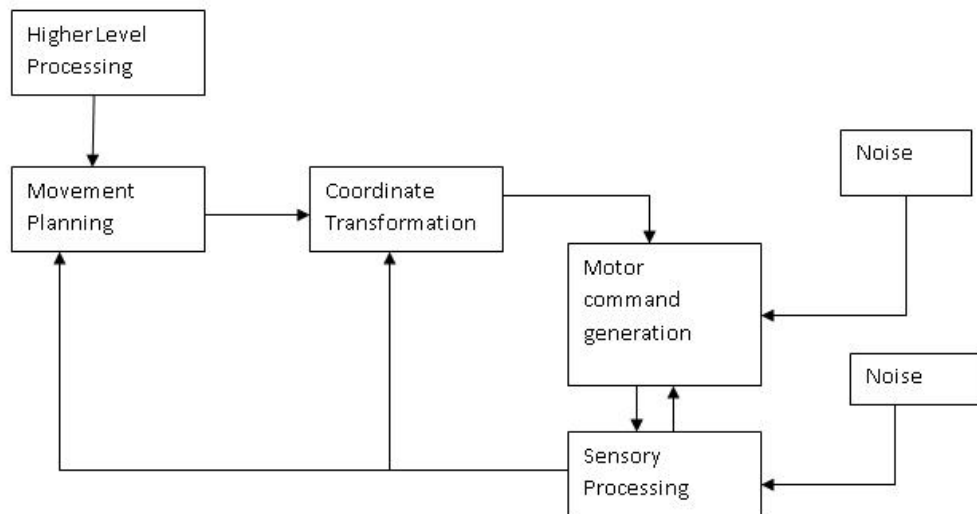 Higher Level
Processing
Movement
Planning
Coordinate
Transformation
Noise
Motor
command
generation
Noise
Sensory
Processing